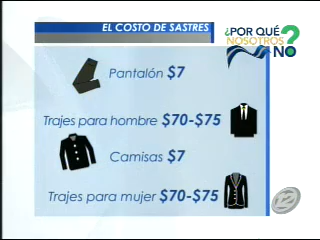 EL COSTO DE SASTRES
¿POR QUÉ
NOSOTROS
NO?
Pantalón $7
Trajes para hombre $70-$75
Camisas $7
Trajes para mujer $70-$75
12